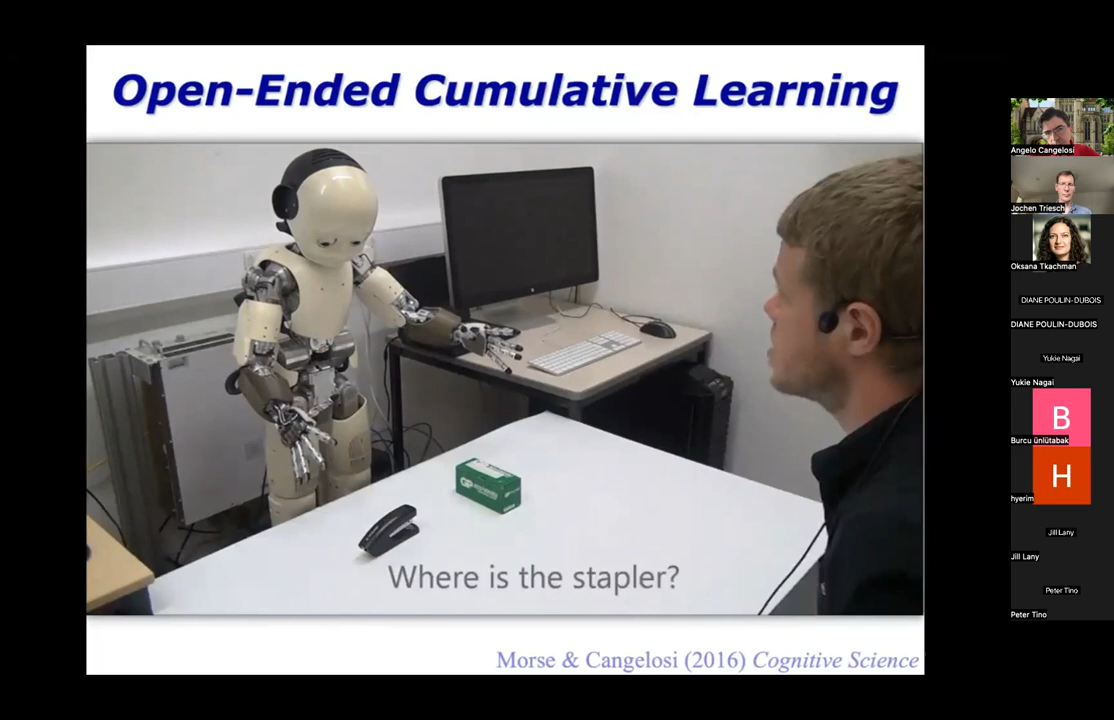 Open-Ended Cumulative Learning
GP
Where is the stapler?
Morse & Cangelosi (2016) Cognitive Science
Angelo Cangelosi
Jochen Triesch
Oksana Tkachman
DIANE POULIN-DUBOIS
DIANE POULIN-DUBOIS
Yukie Nagai
Yukie Nagai
B
Burcu ünlütabak
H
hyerim
Jill Lany
Jill Lany
Peter Tino
Peter Tino